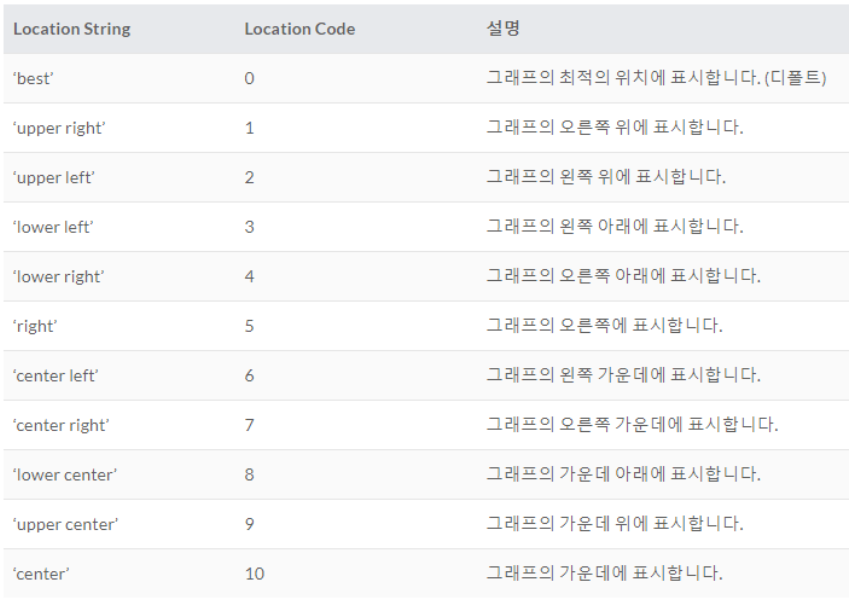 Location String Location Code 설명
‘best’ 0 그래프의 최적의 위치에 표시합니다. (디폴트)
‘upper right’ 1 그래프의 오른쪽 위에 표시합니다.
‘upper left’ 2 그래프의 왼쪽 위에 표시합니다.
‘lower left’ 3 그래프의 왼쪽 아래에 표시합니다.
‘lower right’ 4 그래프의 오른쪽 아래에 표시합니다.
‘right’ 5 그래프의 오른쪽에 표시합니다.
‘center left’ 6 그래프의 왼쪽 가운데에 표시합니다.
‘center right’ 7 그래프의 오른쪽 가운데에 표시합니다.
‘lower center’ 8 그래프의 가운데 아래에 표시합니다.
‘upper center’ 9 그래프의 가운데 위에 표시합니다.
‘center’ 10 그래프의 가운데에 표시합니다.